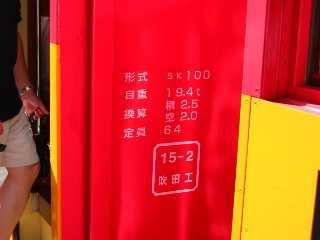 形式 SK100
自重 19.4t
換算 積 2.5
空 2.0
定員 64
15-2
吹田工